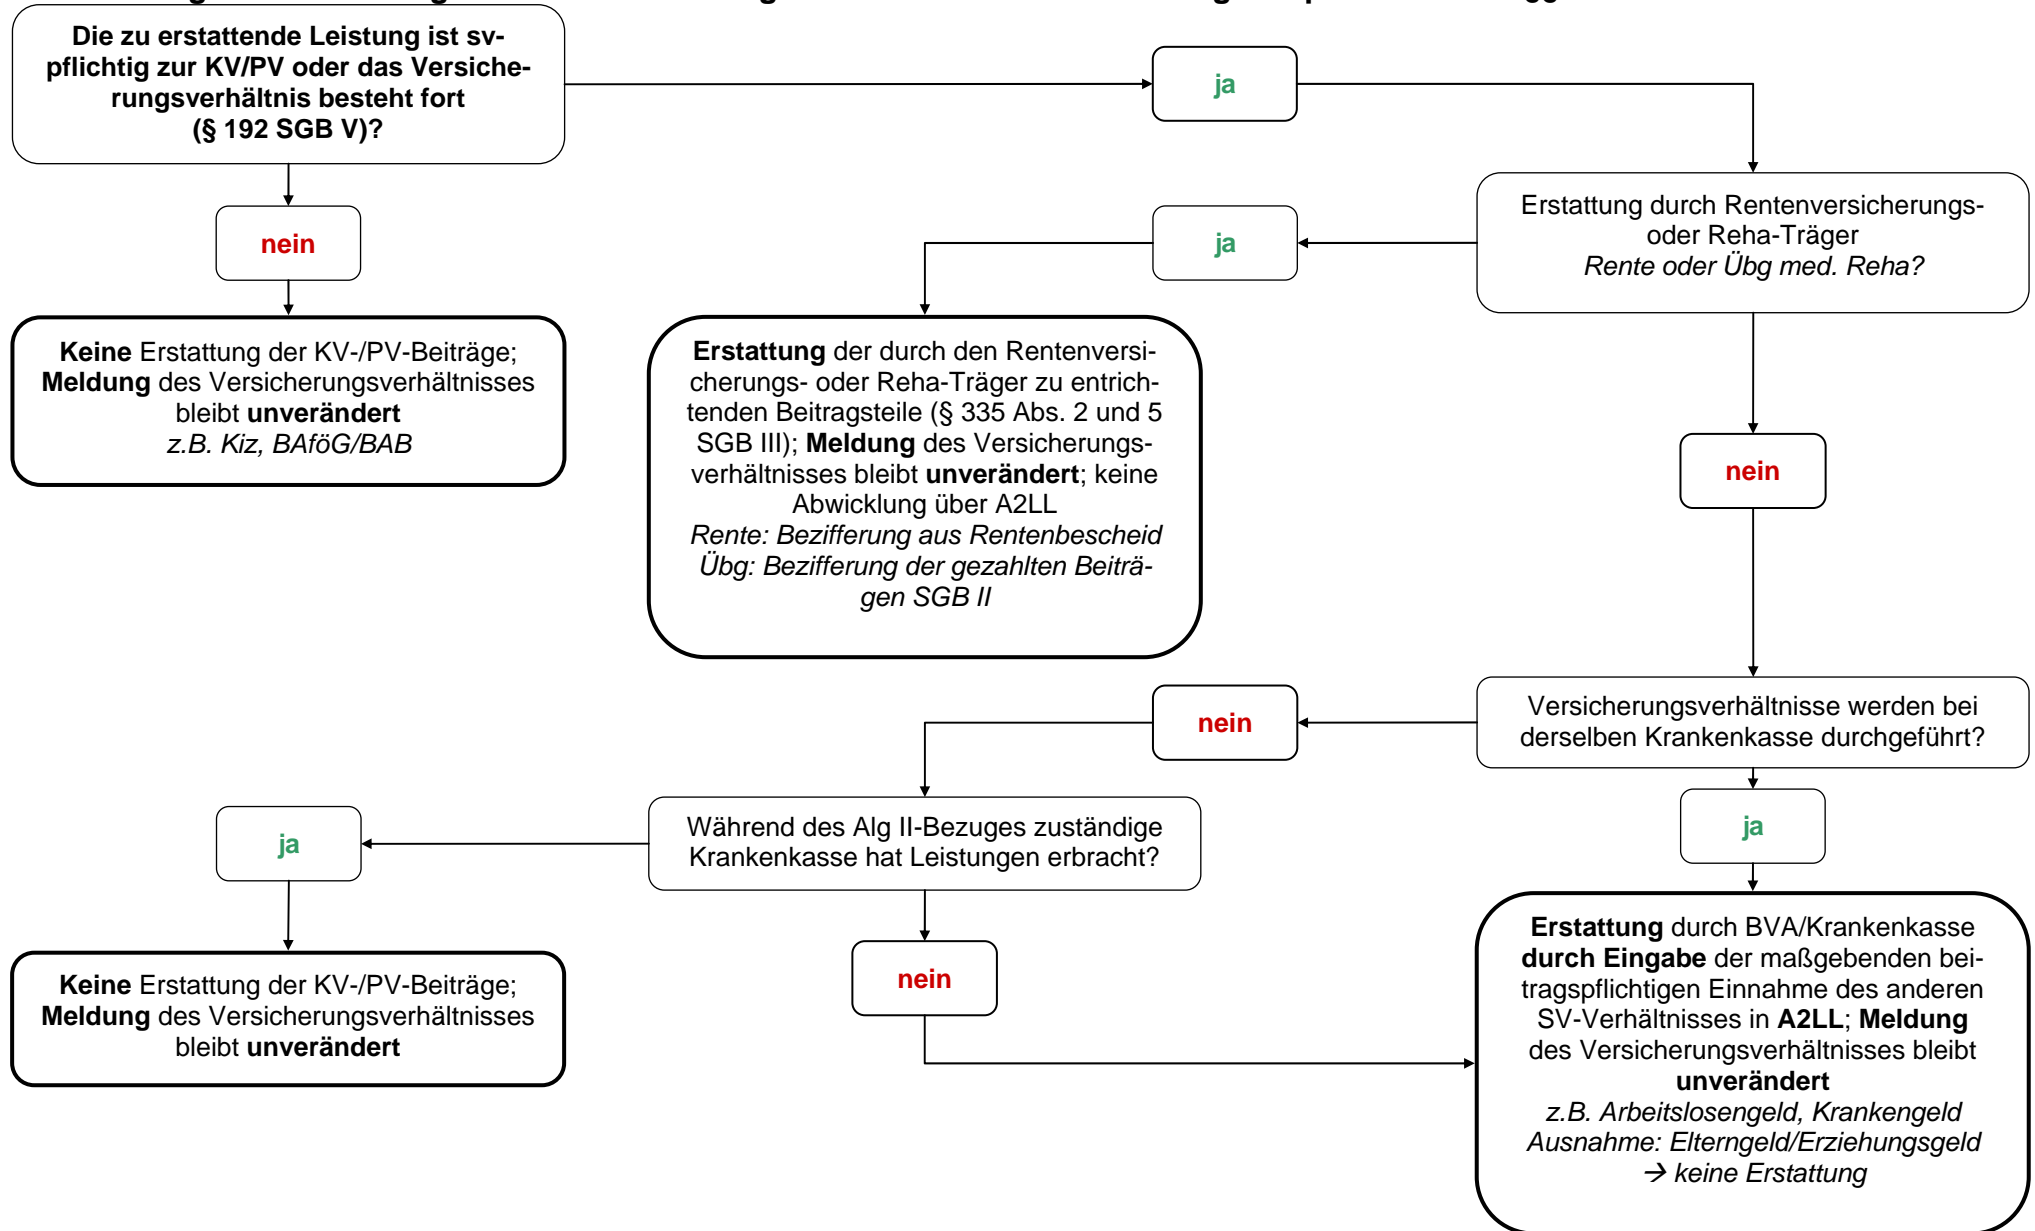 Die zu erstattende Leistung ist sv-
pflichtig zur KV/PV oder das Versiche-
rungsverhältnis besteht fort
(§ 192 SGB V)?
ja
nein
Erstattung durch Rentenversicherungs-
oder Reha-Träger
Rente oder Übg med. Reha?
ja
Keine Erstattung der KV-/PV-Beiträge;
Meldung des Versicherungsverhältnisses
bleibt unverändert
z.B. Kiz, BAföG/BAB
Erstattung der durch den Rentenversi-
cherungs- oder Reha-Träger zu entrich-
tenden Beitragsteile (§ 335 Abs. 2 und 5
SGB III); Meldung des Versicherungs-
verhältnisses bleibt unverändert; keine
Abwicklung über A2LL
Rente: Bezifferung aus Rentenbescheid
Übg: Bezifferung der gezahlten Beiträ-
gen SGB II
nein
Versicherungsverhältnisse werden bei
derselben Krankenkasse durchgeführt?
nein
ja
Während des Alg II-Bezuges zuständige
Krankenkasse hat Leistungen erbracht?
ja
nein
Keine Erstattung der KV-/PV-Beiträge;
Meldung des Versicherungsverhältnisses
bleibt unverändert
Erstattung durch BVA/Krankenkasse
durch Eingabe der maßgebenden bei-
tragspflichtigen Einnahme des anderen
SV-Verhältnisses in A2LL; Meldung
des Versicherungsverhältnisses bleibt
unverändert
z.B. Arbeitslosengeld, Krankengeld
Ausnahme: Elterngeld/Erziehungsgeld
→ keine Erstattung